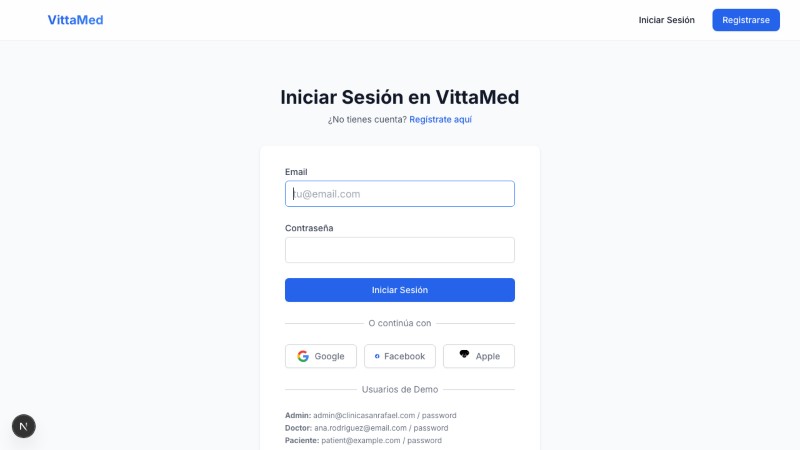 VittaMed
Iniciar Sesión
Registrarse
Iniciar Sesión en VittaMed
¿No tienes cuenta? Regístrate aquí
Email
tu@email.com
Contraseña
Iniciar Sesión
O continúa con
Google
Facebook
Apple
Usuarios de Demo
Admin: admin@clinicasanrafael.com / password
Doctor: ana.rodriguez@email.com / password
Paciente: patient@example.com / password
N